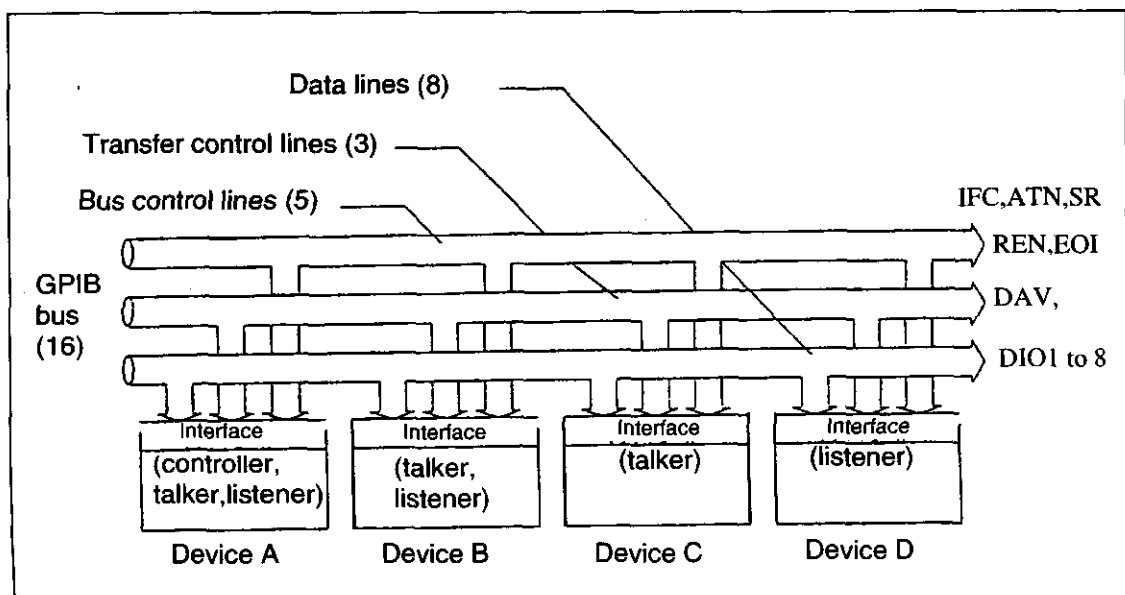 Data lines (8)
Transfer control lines (3)
Bus control lines (5)
IFC,ATN,SR
REN,EOI
GPIB
bus
(16)
DAV,
DIO1 to 8
Interface
(controller,
talker,listener)
Device A
Interface
(talker,
listener)
Device B
Interface
(talker)
Device C
Interface
(listener)
Device D